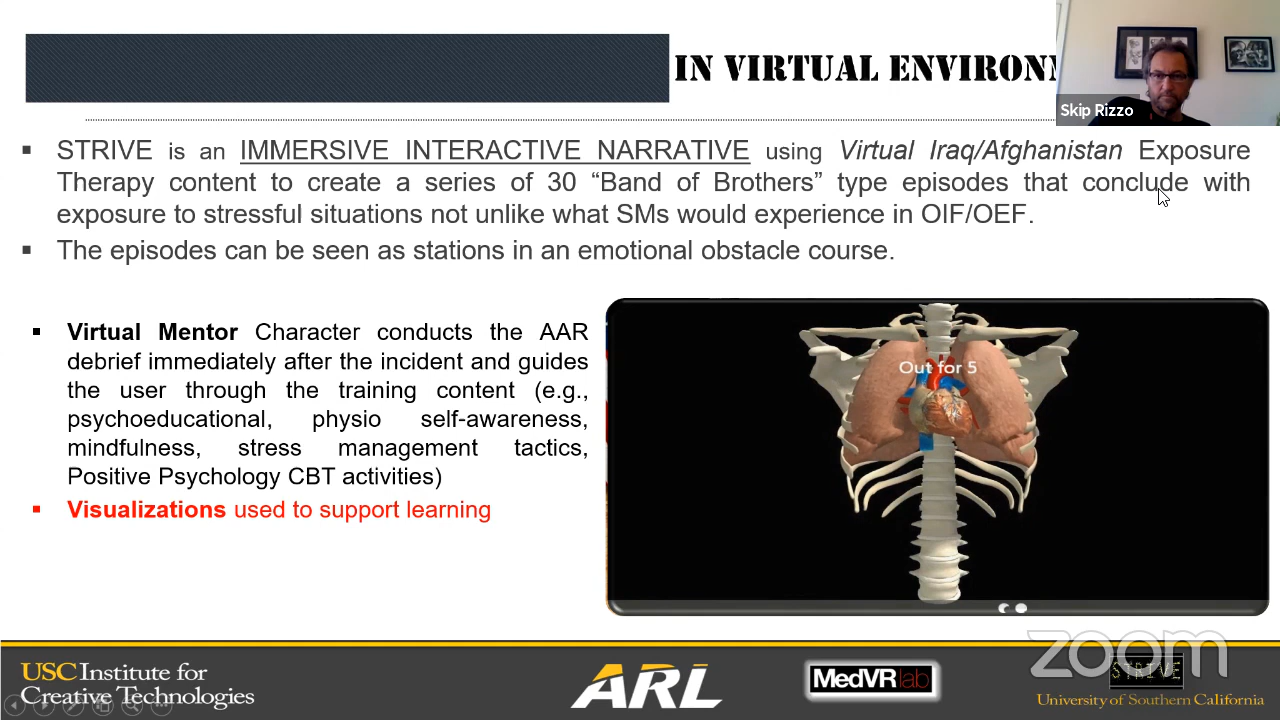 IN VIRTUAL ENVIRONM
Skip Rizzo
▪ STRIVE is an IMMERSIVE INTERACTIVE NARRATIVE using Virtual Iraq/Afghanistan Exposure
Therapy content to create a series of 30 “Band of Brothers” type episodes that conclude with
exposure to stressful situations not unlike what SMs would experience in OIF/OEF.
▪ The episodes can be seen as stations in an emotional obstacle course.
▪ Virtual Mentor Character conducts the AAR
debrief immediately after the incident and guides
the user through the training content (e.g.,
psychoeducational, physio self-awareness,
mindfulness, stress management tactics,
Positive Psychology CBT activities)
▪ Visualizations used to support learning
Out for 5
USC Institute for
Creative Technologies
ARL
MedVR lab
zoom
STRIVE
University of Southern California